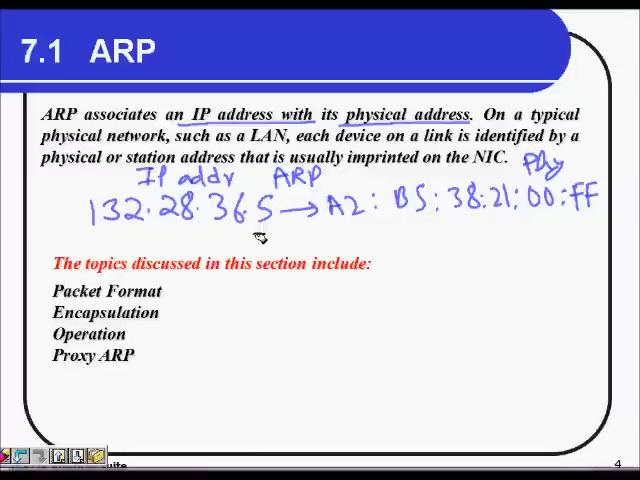 7.1 ARP
ARP associates an IP address with its physical address. On a typical
physical network, such as a LAN, each device on a link is identified by a
physical or station address that is usually imprinted on the NIC.
IP addr ARP Phy
132.28.36.5 → A2: B5: 38:21:00:FF
The topics discussed in this section include:
Packet Format
Encapsulation
Operation
Proxy ARP
4